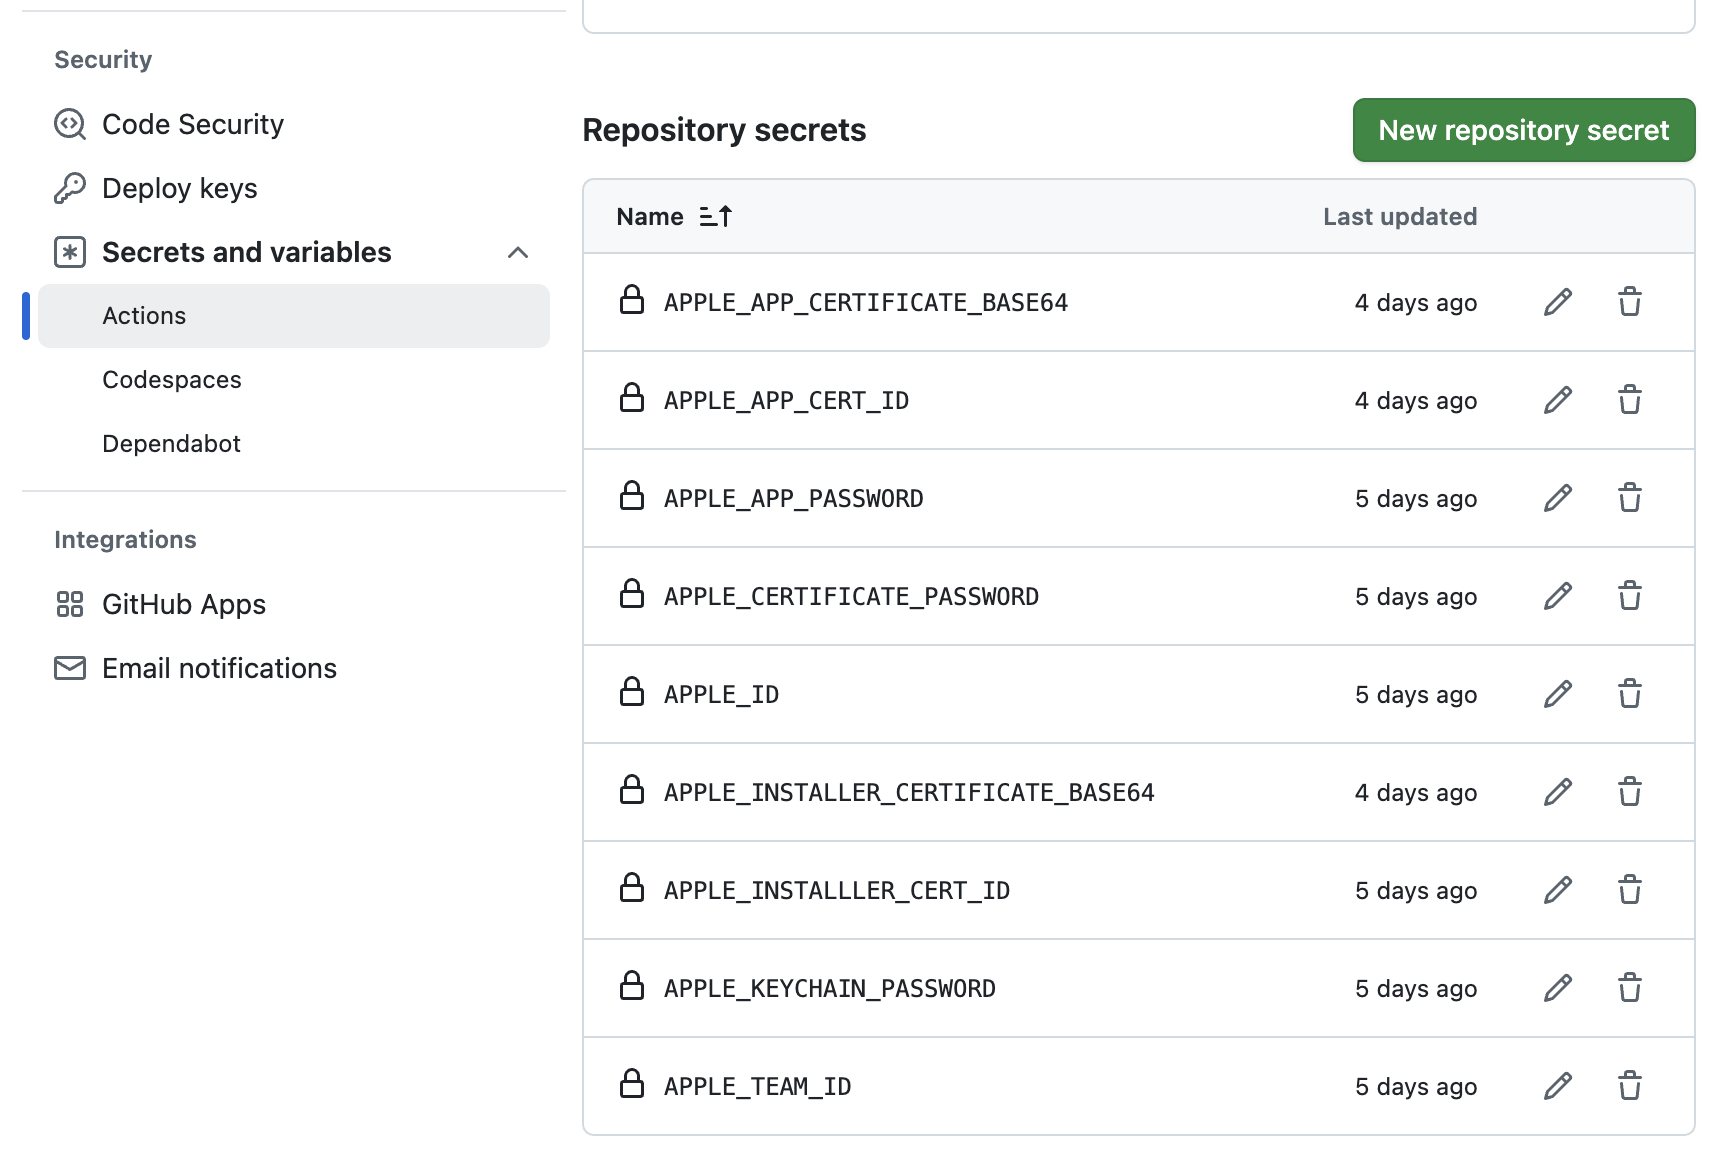 Security
Code Security
Deploy keys
Secrets and variables
Actions
Codespaces
Dependabot
Integrations
GitHub Apps
Email notifications
Repository secrets
New repository secret
Name
Last updated
APPLE_APP_CERTIFICATE_BASE64 4 days ago
APPLE_APP_CERT_ID 4 days ago
APPLE_APP_PASSWORD 5 days ago
APPLE_CERTIFICATE_PASSWORD 5 days ago
APPLE_ID 5 days ago
APPLE_INSTALLER_CERTIFICATE_BASE64 4 days ago
APPLE_INSTALLLER_CERT_ID 5 days ago
APPLE_KEYCHAIN_PASSWORD 5 days ago
APPLE_TEAM_ID 5 days ago